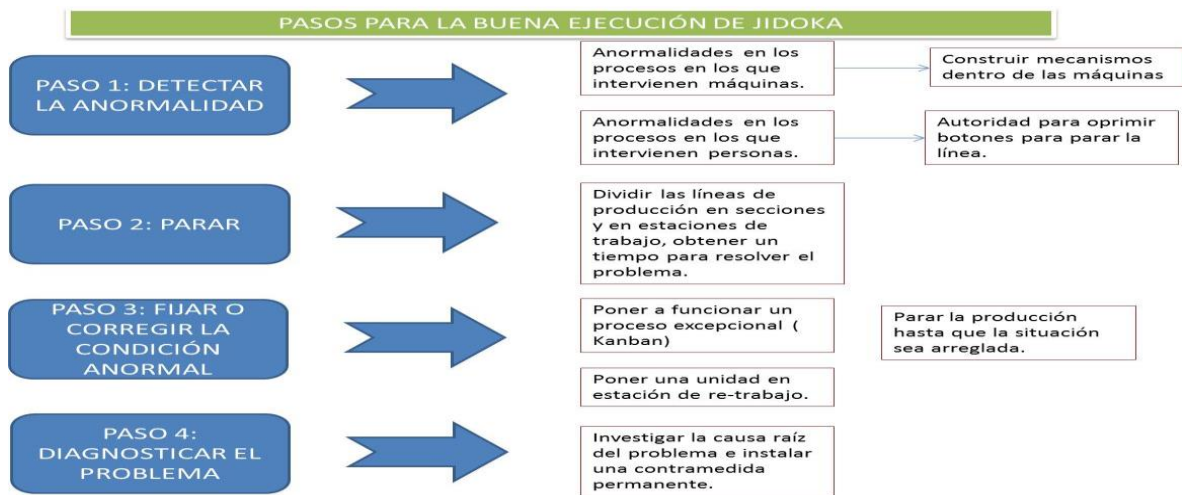 PASOS PARA LA BUENA EJECUCIÓN DE JIDOKA
PASO 1: DETECTAR
LA ANORMALIDAD
Anormalidades en los
procesos en los que
intervienen máquinas.
Construir mecanismos
dentro de las máquinas
Anormalidades en los
procesos en los que
intervienen personas.
Autoridad para oprimir
botones para parar la
línea.
PASO 2: PARAR
Dividir las líneas de
producción en secciones
y en estaciones de
trabajo, obtener un
tiempo para resolver el
problema.
PASO 3: FIJAR O
CORREGIR LA
CONDICIÓN
ANORMAL
Poner a funcionar un
proceso excepcional (
Kanban)
Parar la producción
hasta que la situación
sea arreglada.
Poner una unidad en
estación de re-trabajo.
PASO 4:
DIAGNOSTICAR EL
PROBLEMA
Investigar la causa raíz
del problema e instalar
una contramedida
permanente.